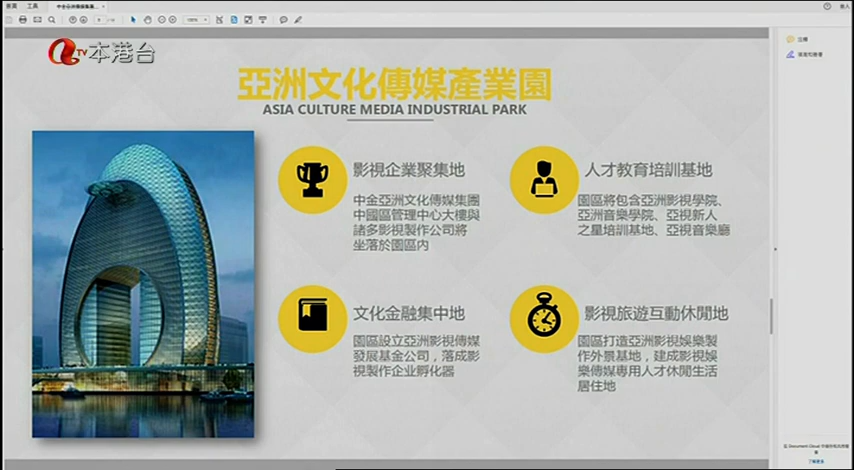 首頁 工具
TV 本港台
亞洲文化傳媒產業園
ASIA CULTURE MEDIA INDUSTRIAL PARK
影視企業聚集地
中金亞洲文化傳媒集團
中國區管理中心大樓與
諸多影視製作公司將
坐落於園區內
人才教育培訓基地
園區將包含亞洲影視學院、
亞洲音樂學院、亞視新人
之星培訓基地、亞視音樂廳
文化金融集中地
園區設立亞洲影視傳媒
發展基金公司，落成影
視製作企業孵化器
影視旅遊互動休閒地
園區打造亞洲影視娛樂製
作外景基地，建成影視娛
樂傳媒專用人才休閒生活
居住地
注釋